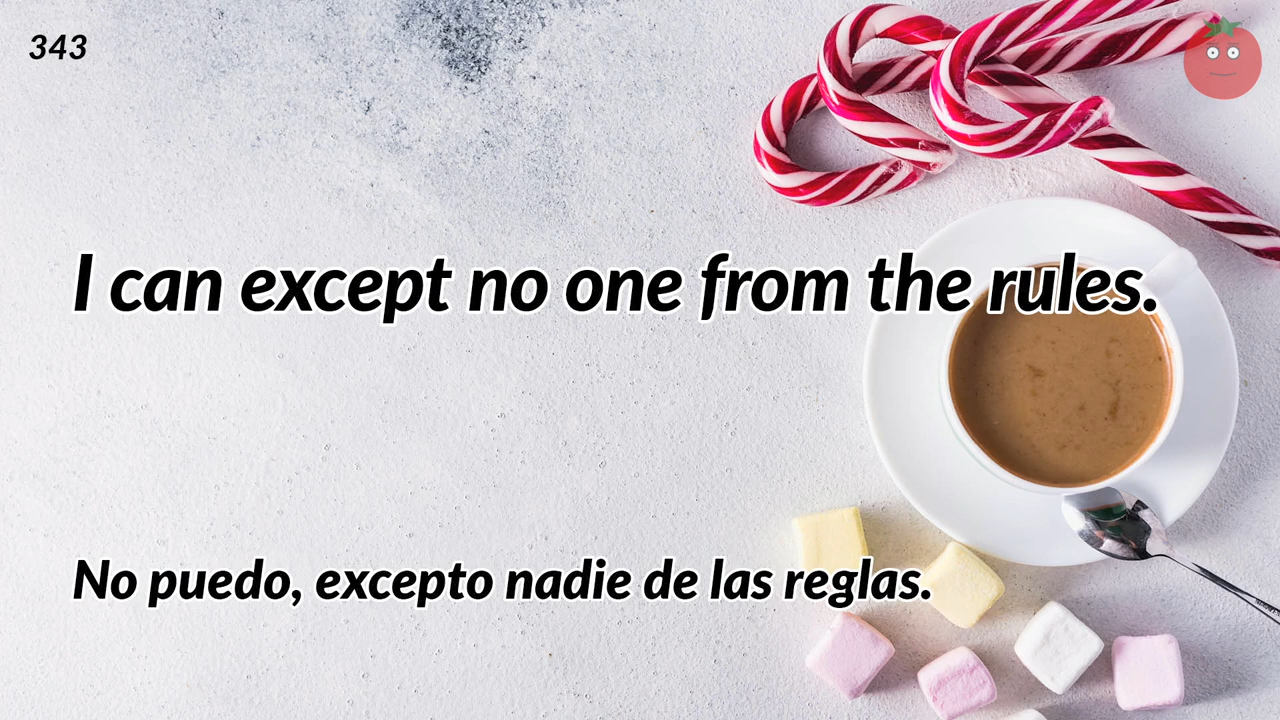 343
I can except no one from the rules.
No puedo, excepto nadie de las reglas.